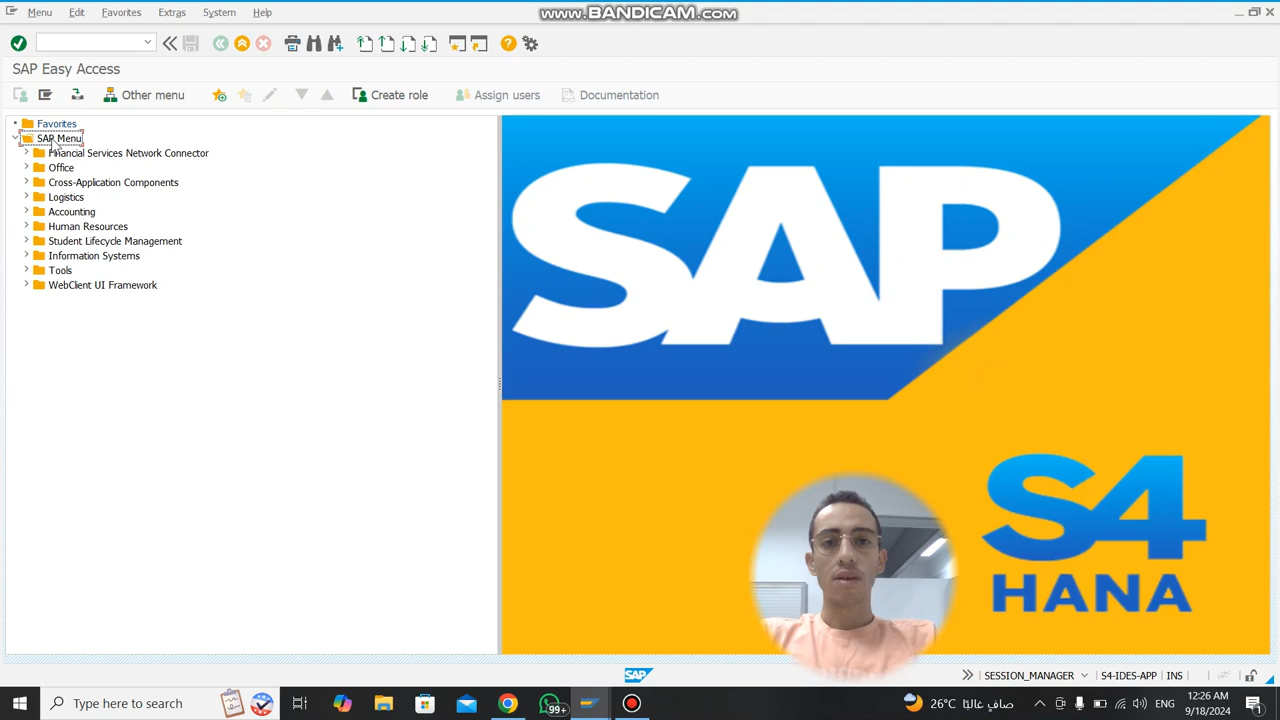 Menu Edit Favorites Extras System Help
www.BANDICAM.com
SAP Easy Access
Other menu Create role Assign users Documentation
Favorites
SAP Menu
Financial Services Network Connector
Office
Cross-Application Components
Logistics
Accounting
Human Resources
Student Lifecycle Management
Information Systems
Tools
WebClient UI Framework
SAP
S4
HANA
SAP
SESSION_MANAGER S4-IDES-APP INS
Type here to search
99+
26°C صافٍ غالبًا
ENG
12:26 AM
9/18/2024